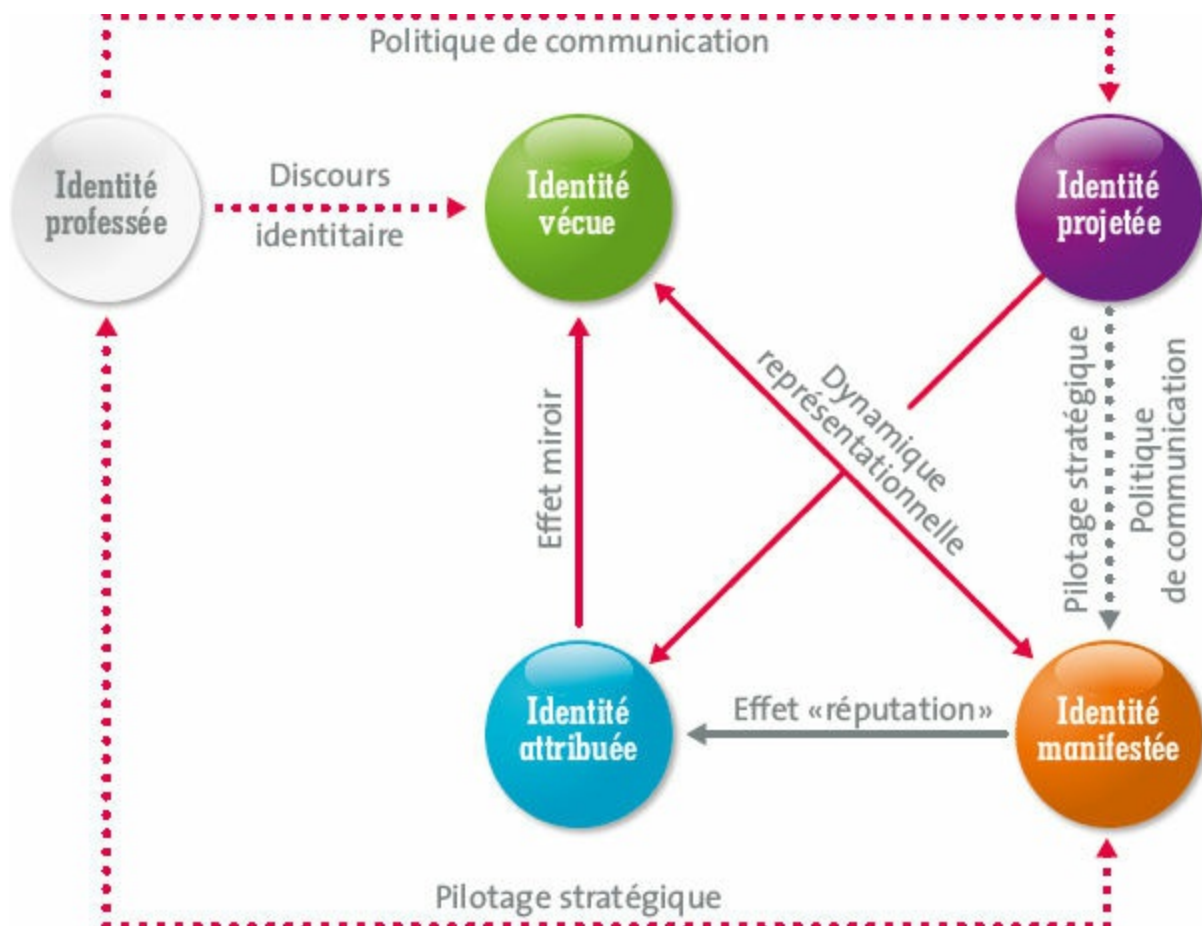 Politique de communication
Identité
professée
Discours
identitaire
Identité
vécue
Identité
projetée
Effet miroir
Dynamique
représentationnelle
Pilotage stratégique
Politique
de communication
Identité
attribuée
Effet «réputation»
Identité
manifestée
Pilotage stratégique